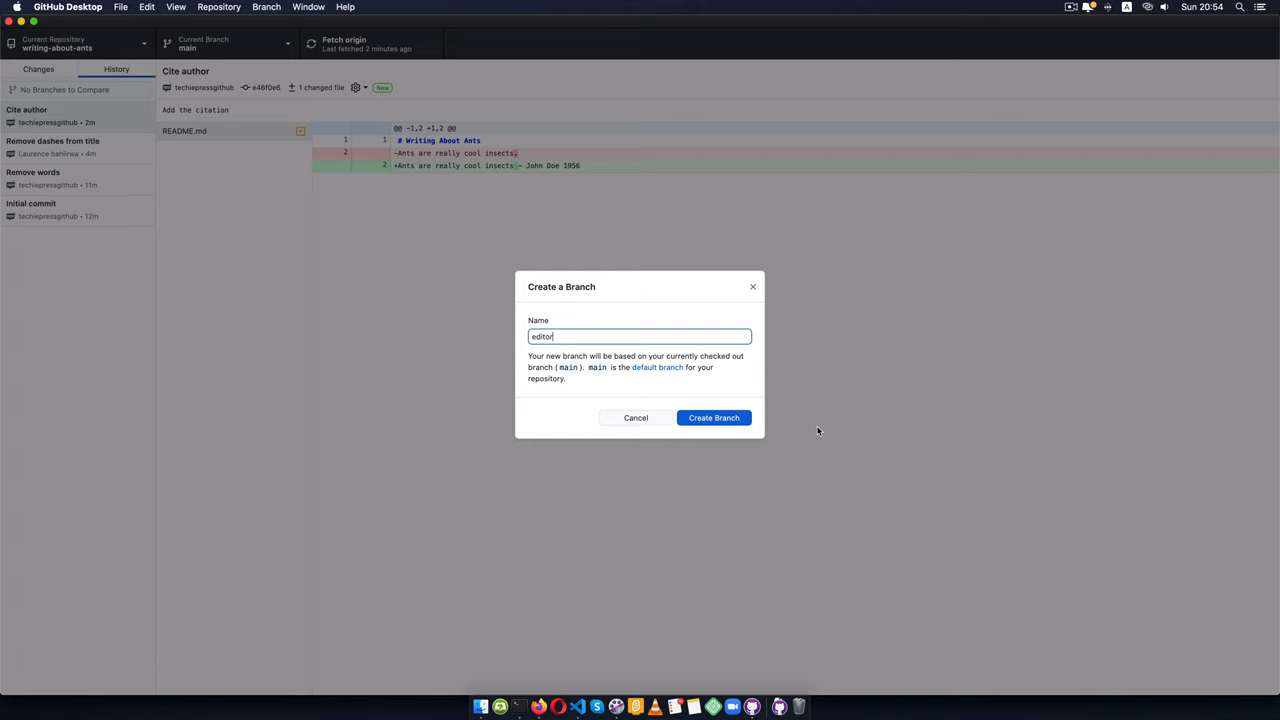 GitHub Desktop File Edit View Repository Branch Window Help
A Sun 20:54
Current Repository
writing-about-ants
Current Branch
main
Fetch origin
Last fetched 2 minutes ago
Changes History
No Branches to Compare
Cite author
techiepressgithub • 2m
Remove dashes from title
Laurence bahiirwa • 4m
Remove words
techiepressgithub • 11m
Initial commit
techiepressgithub • 12m
Cite author
techiepressgithub e46f0e6 1 changed file New
Add the citation
README.md
@@ -1,2 +1,2 @@
1 1 # Writing About Ants
2 -Ants are really cool insects.
2 +Ants are really cool insects - John Doe 1956
Create a Branch
Name
editor
Your new branch will be based on your currently checked out
branch (main). main is the default branch for your
repository.
Cancel Create Branch